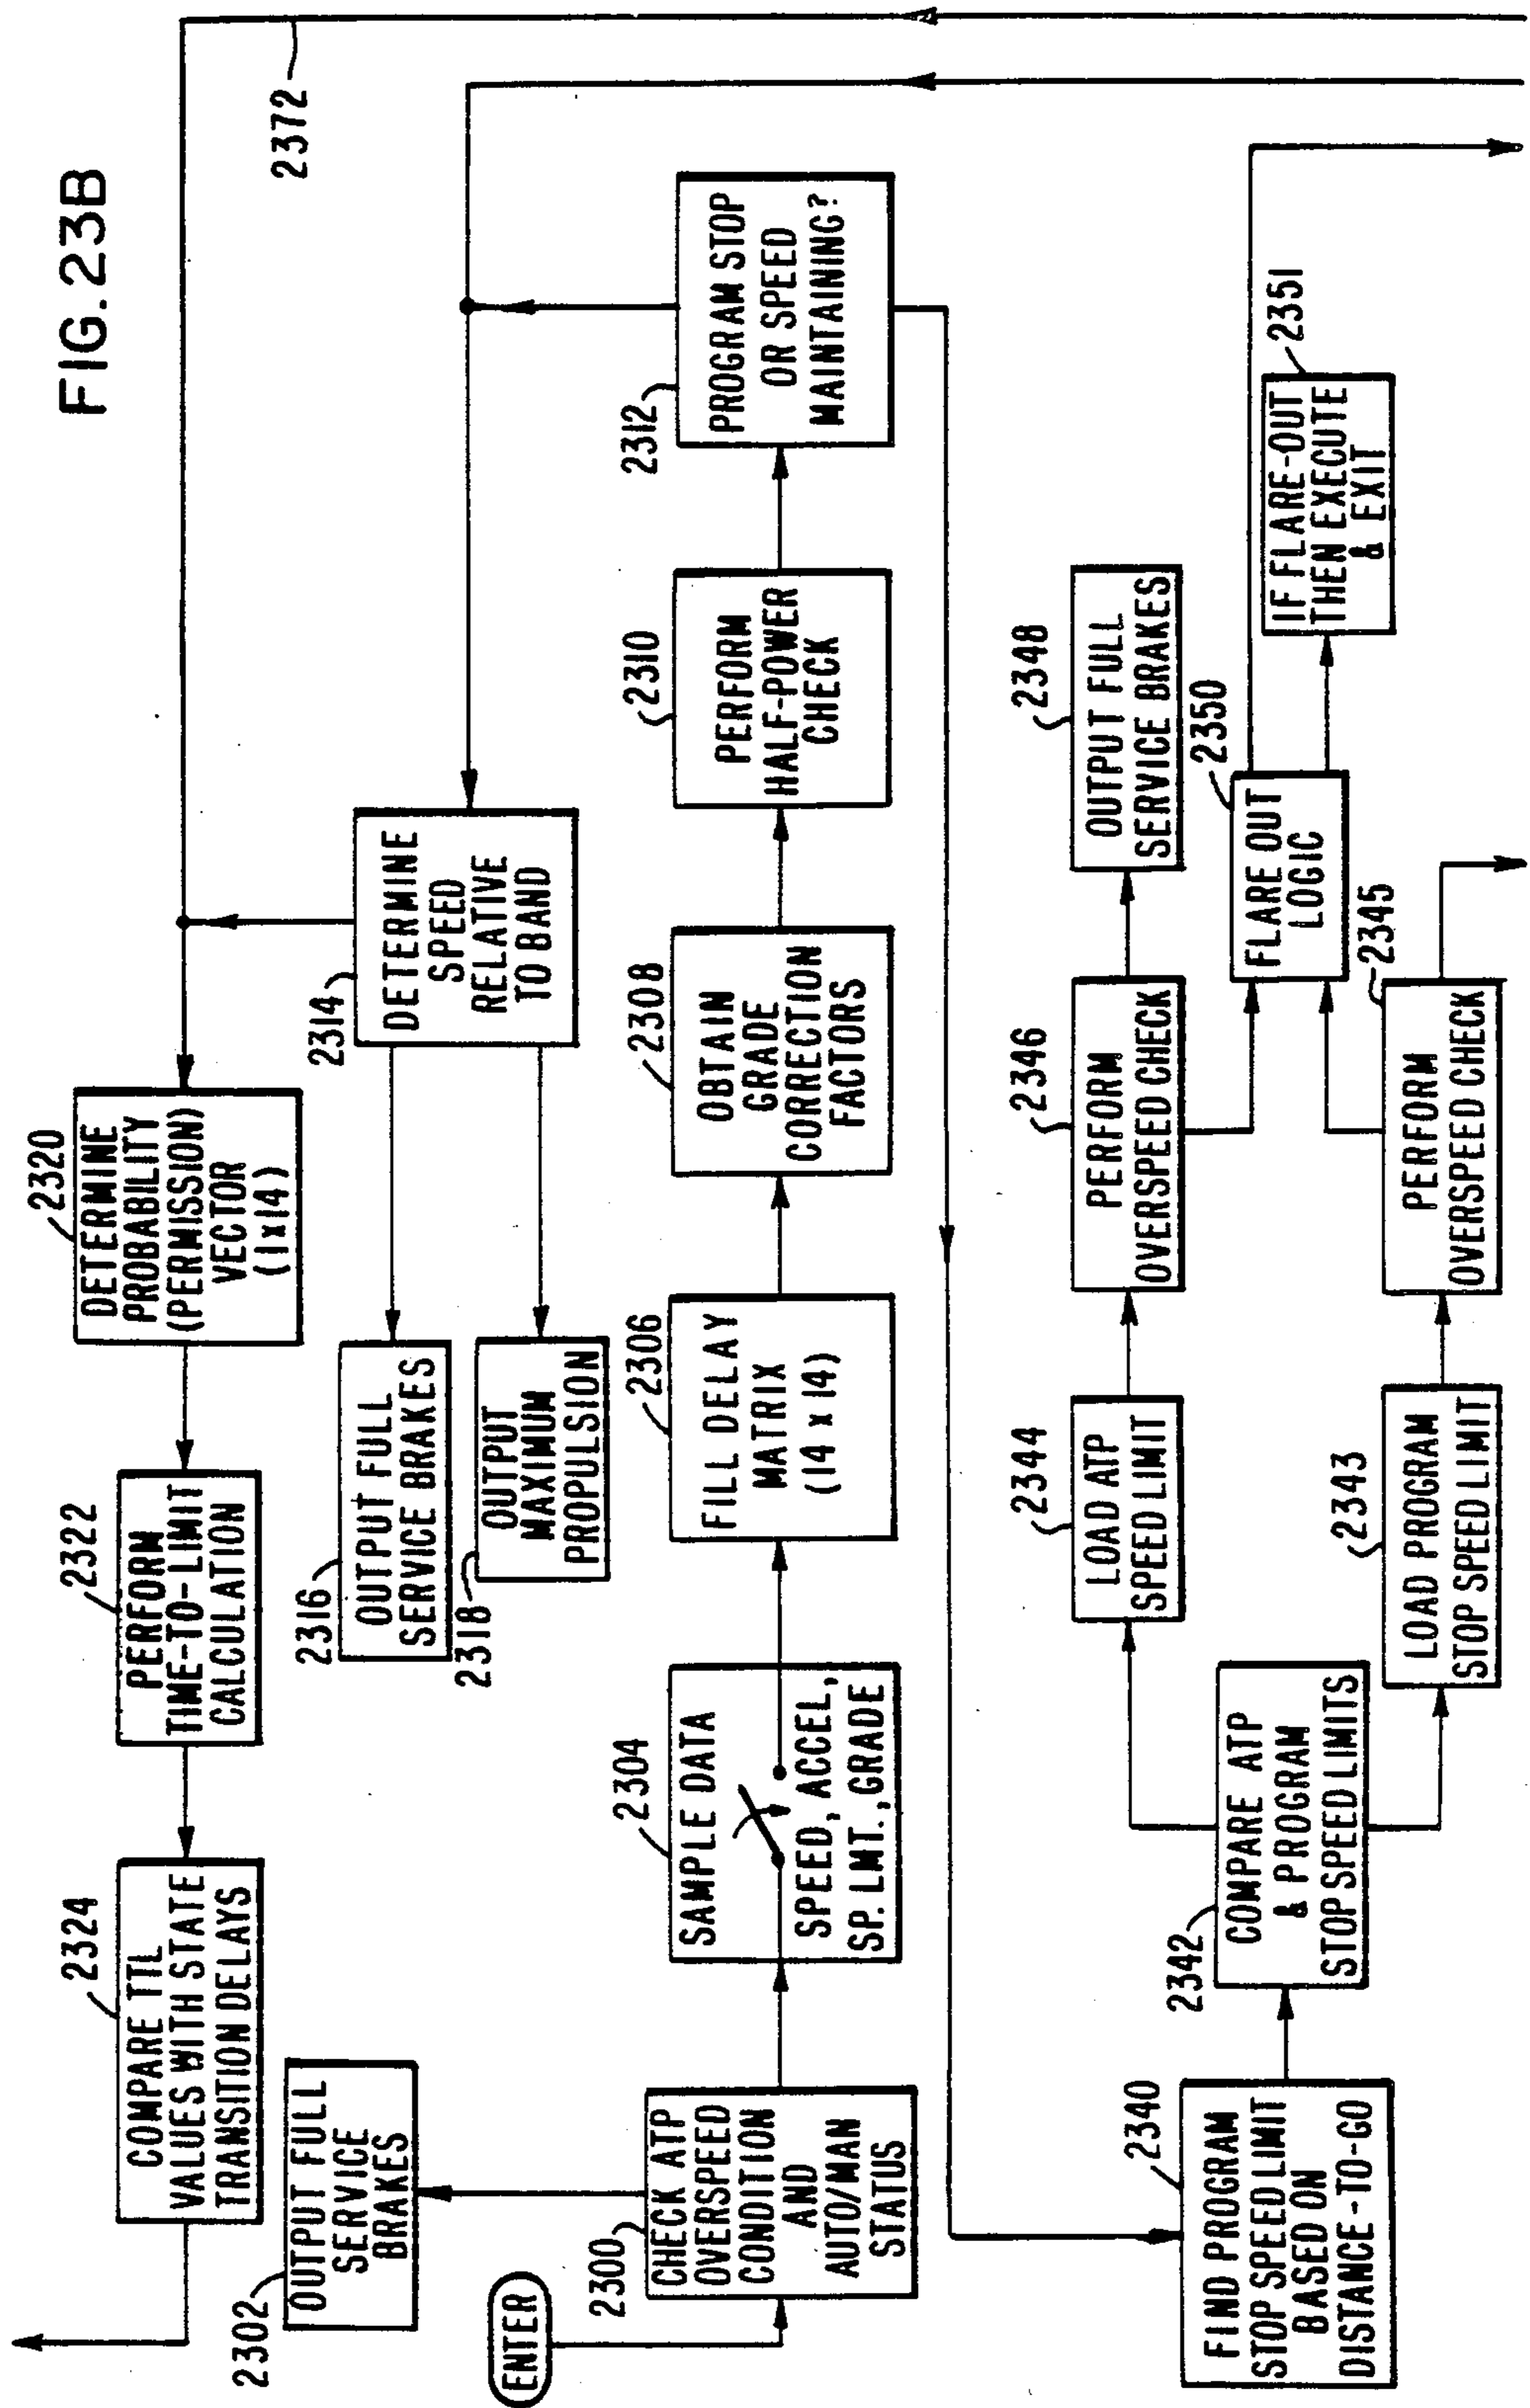 FIG.23B
2372
2324
COMPARE TTL
VALUES WITH STATE
TRANSITION DELAYS
2322
PERFORM
TIME-TO-LIMIT
CALCULATION
2320
DETERMINE
PROBABILITY
(PERMISSION)
VECTOR
(1x14)
2302
OUTPUT FULL
SERVICE
BRAKES
2316
OUTPUT FULL
SERVICE BRAKES
2318
OUTPUT
MAXIMUM
PROPULSION
2314
DETERMINE
SPEED
RELATIVE
TO BAND
ENTER
2300
CHECK ATP
OVERSPEED
CONDITION
AND
AUTO/MAN
STATUS
2304
SAMPLE DATA
SPEED, ACCEL,
SP. LMT., GRADE
2306
FILL DELAY
MATRIX
(14 x 14)
2308
OBTAIN
GRADE
CORRECTION
FACTORS
2310
PERFORM
HALF-POWER
CHECK
2312
PROGRAM STOP
OR SPEED
MAINTAINING?
2340
FIND PROGRAM
STOP SPEED LIMIT
BASED ON
DISTANCE-TO-GO
2342
COMPARE ATP
& PROGRAM
STOP SPEED LIMITS
2344
LOAD ATP
SPEED LIMIT
2346
PERFORM
OVERSPEED CHECK
2348
OUTPUT FULL
SERVICE BRAKES
2350
FLARE OUT
LOGIC
2351
IF FLARE-OUT
THEN EXECUTE
& EXIT
2343
LOAD PROGRAM
STOP SPEED LIMIT
2345
PERFORM
OVERSPEED CHECK